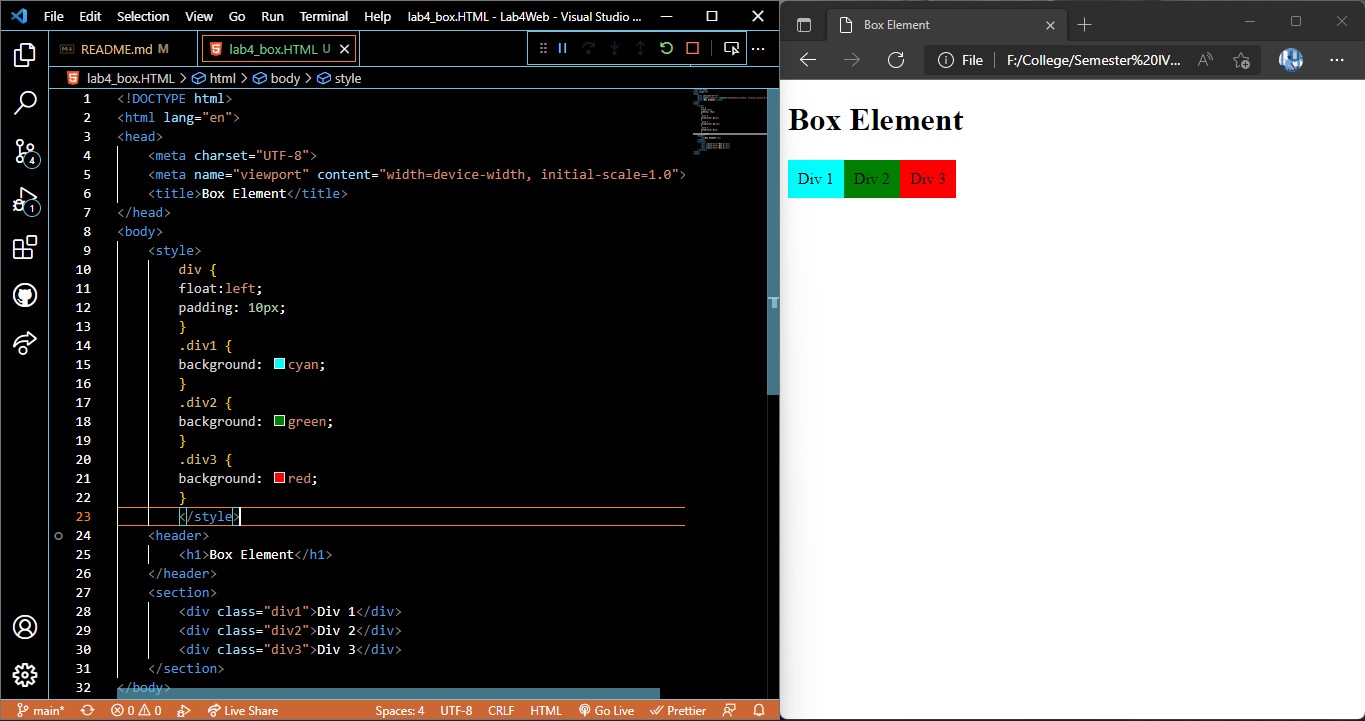 File Edit Selection View Go Run Terminal Help lab4_box.HTML - Lab4Web - Visual Studio ...
README.md M lab4_box.HTML U
lab4_box.HTML > html > body > style
1 <!DOCTYPE html>
2 <html lang="en">
3 <head>
4 <meta charset="UTF-8">
5 <meta name="viewport" content="width=device-width, initial-scale=1.0">
6 <title>Box Element</title>
7 </head>
8 <body>
9 <style>
10 div {
11 float:left;
12 padding: 10px;
13 }
14 .div1 {
15 background: cyan;
16 }
17 .div2 {
18 background: green;
19 }
20 .div3 {
21 background: red;
22 }
23 </style>
24 <header>
25 <h1>Box Element</h1>
26 </header>
27 <section>
28 <div class="div1">Div 1</div>
29 <div class="div2">Div 2</div>
30 <div class="div3">Div 3</div>
31 </section>
32 </body>
4
1
main* 0 0 Live Share Spaces: 4 UTF-8 CRLF HTML Go Live Prettier
Box Element
File F:/College/Semester%20IV...
Box Element
Div 1 Div 2 Div 3